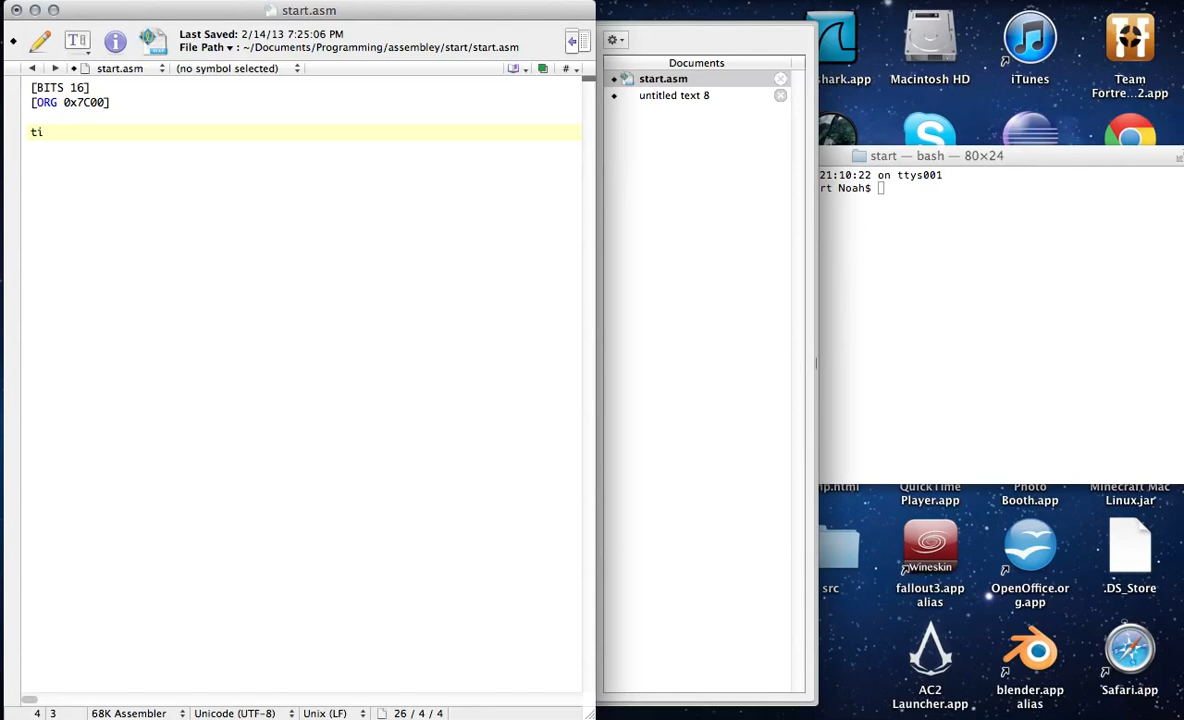 start.asm
Last Saved: 2/14/13 7:25:06 PM
File Path ▾ : ~/Documents/Programming/assembley/start/start.asm
start.asm (no symbol selected) #
[BITS 16]
[ORG 0x7C00]
ti
4 3 68K Assembler Unicode (UTF-8) Unix (LF) 26 / 4 / 4
Documents
start.asm
untitled text 8
shark.app
Macintosh HD
iTunes
Team
Fortre...2.app
start — bash — 80×24
21:10:22 on ttys001
rt Noah$
QuickTime
Player.app
Photo
Booth.app
Minecraft Mac
Linux.jar
src
Wineskin
fallout3.app
alias
OpenOffice.or
g.app
.DS_Store
AC2
Launcher.app
blender.app
alias
Safari.app